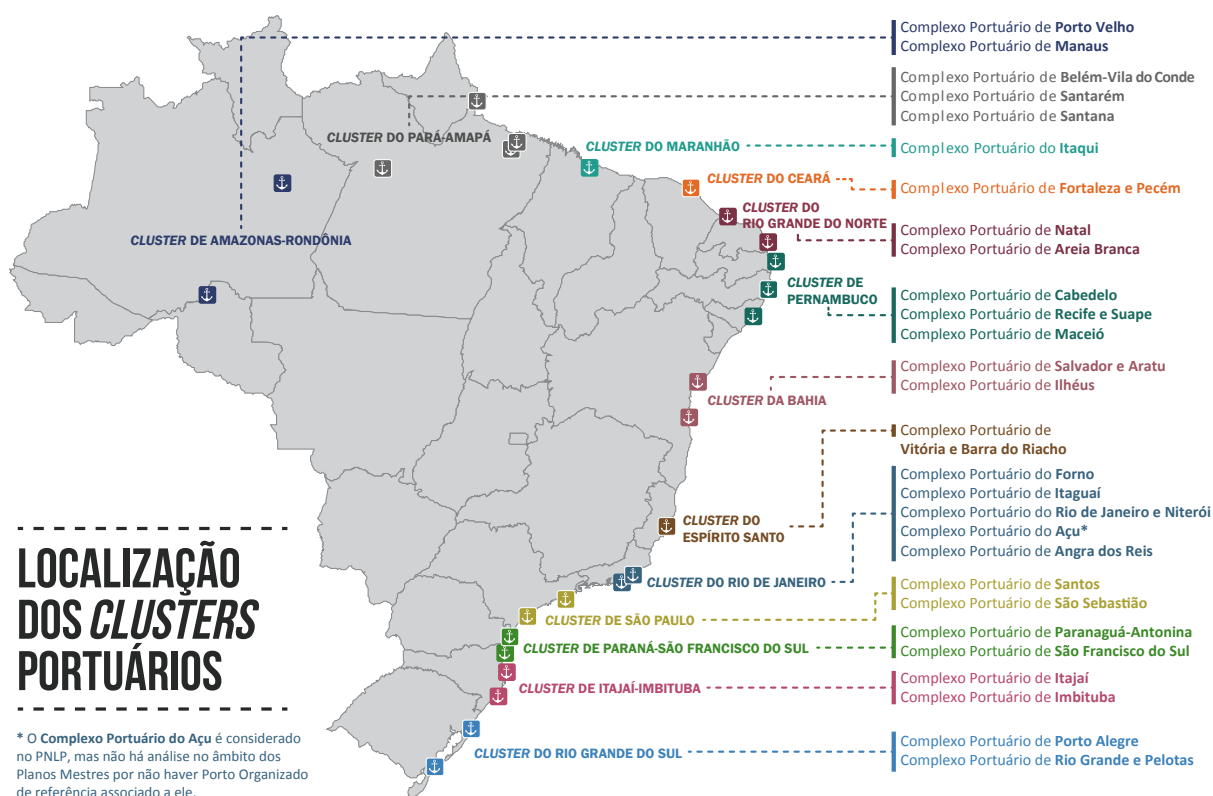 Complexo Portuário de Porto Velho
Complexo Portuário de Manaus
Complexo Portuário de Belém-Vila do Conde
Complexo Portuário de Santarém
Complexo Portuário de Santana
CLUSTER DO PARÁ-AMAPÁ
CLUSTER DO MARANHÃO
Complexo Portuário do Itaqui
CLUSTER DO CEARÁ
Complexo Portuário de Fortaleza e Pecém
CLUSTER DO
RIO GRANDE DO NORTE
Complexo Portuário de Natal
Complexo Portuário de Areia Branca
CLUSTER DE AMAZONAS-RONDÔNIA
CLUSTER DE
PERNAMBUCO
Complexo Portuário de Cabedelo
Complexo Portuário de Recife e Suape
Complexo Portuário de Maceió
Complexo Portuário de Salvador e Aratu
Complexo Portuário de Ilhéus
CLUSTER DA BAHIA
Complexo Portuário de
Vitória e Barra do Riacho
CLUSTER DO
ESPÍRITO SANTO
Complexo Portuário do Forno
Complexo Portuário de Itaguaí
Complexo Portuário do Rio de Janeiro e Niterói
Complexo Portuário do Açu*
Complexo Portuário de Angra dos Reis
CLUSTER DO RIO DE JANEIRO
Complexo Portuário de Santos
Complexo Portuário de São Sebastião
CLUSTER DE SÃO PAULO
Complexo Portuário de Paranaguá-Antonina
Complexo Portuário de São Francisco do Sul
CLUSTER DE PARANÁ-SÃO FRANCISCO DO SUL
Complexo Portuário de Itajaí
Complexo Portuário de Imbituba
CLUSTER DE ITAJAÍ-IMBITUBA
Complexo Portuário de Porto Alegre
Complexo Portuário de Rio Grande e Pelotas
CLUSTER DO RIO GRANDE DO SUL
LOCALIZAÇÃO
DOS CLUSTERS
PORTUÁRIOS
* O Complexo Portuário do Açu é considerado
no PNLP, mas não há análise no âmbito dos
Planos Mestres por não haver Porto Organizado
de referência associado a ele.